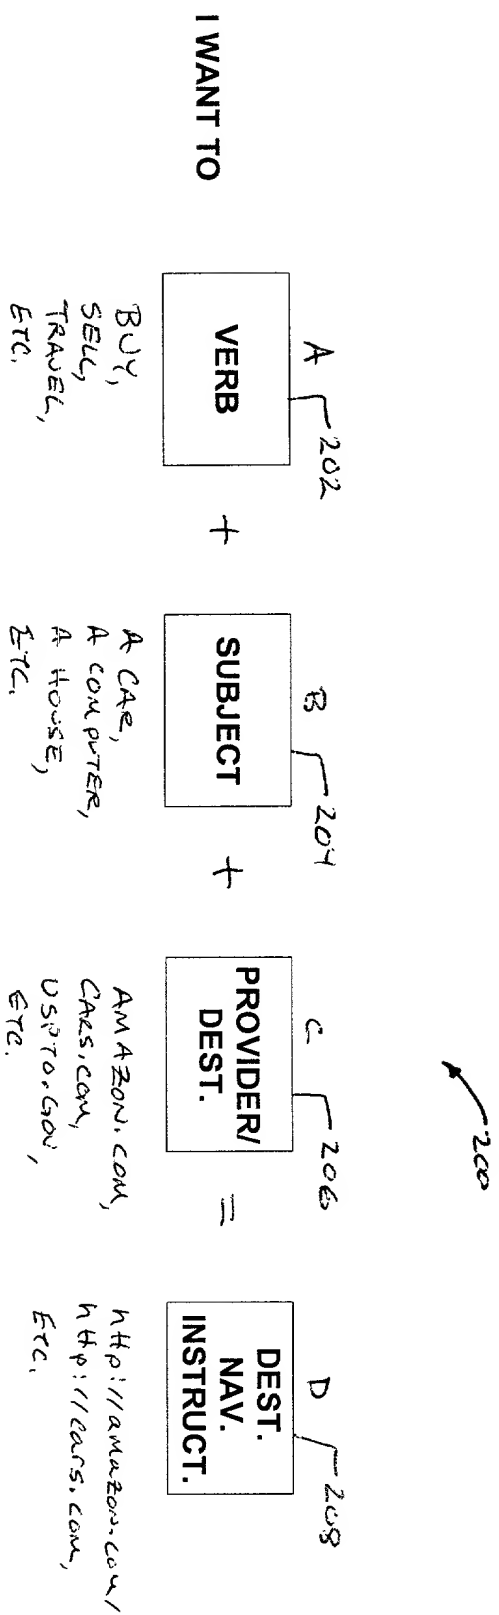 200
I WANT TO
A
202
VERB
BUY,
SELL,
TRAVEL,
ETC.
+
B
204
SUBJECT
A CAR,
A COMPUTER,
A HOUSE,
ETC.
+
C
206
PROVIDER/
DEST.
AMAZON.COM,
CARS.COM,
USPTO.GOV,
ETC.
=
D
208
DEST.
NAV.
INSTRUCT.
http://amazon.com/
http://cars.com,
ETC.